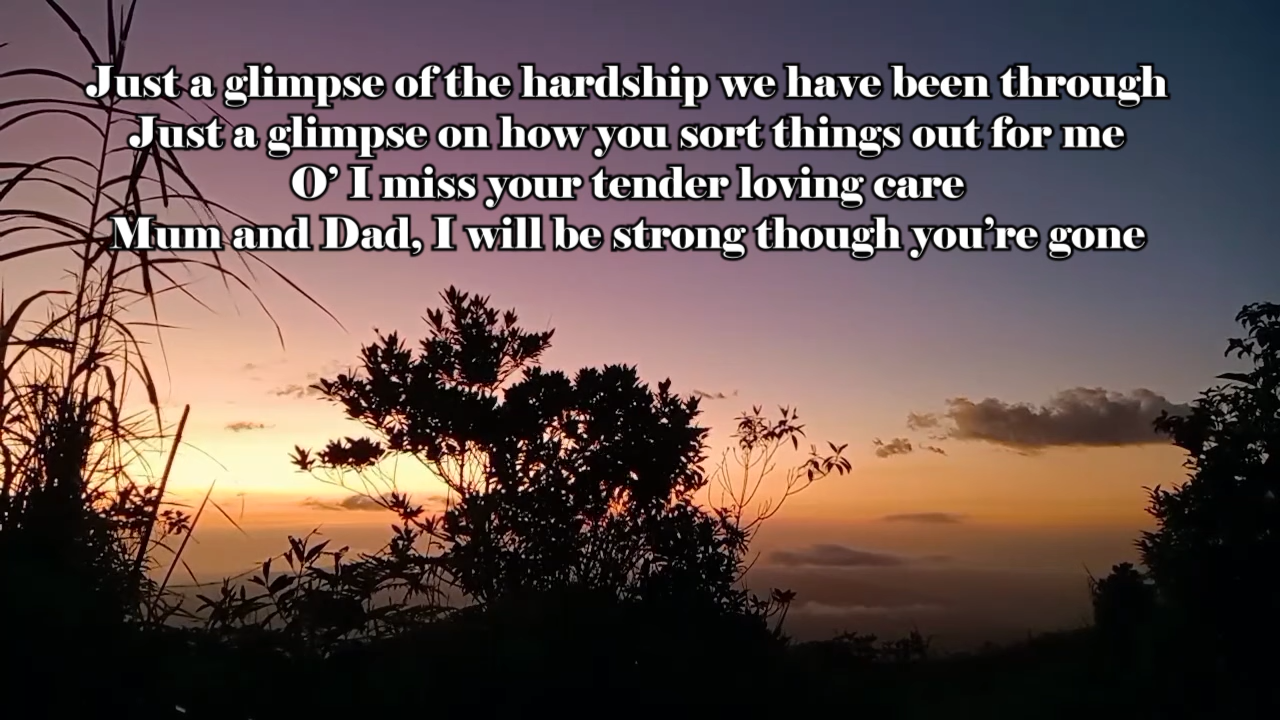 Just a glimpse of the hardship we have been through
Just a glimpse on how you sort things out for me
O’ I miss your tender loving care
Mum and Dad, I will be strong though you’re gone